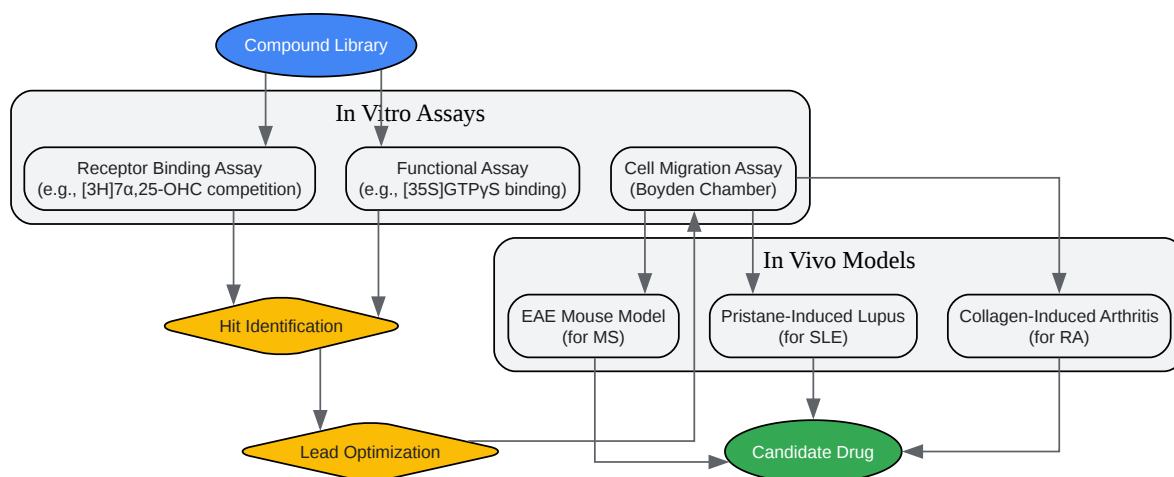 Compound Library
In Vitro Assays
Receptor Binding Assay
(e.g., [3H]7α,25-OHC competition)
Functional Assay
(e.g., [35S]GTPγS binding)
Cell Migration Assay
(Boyden Chamber)
In Vivo Models
EAE Mouse Model
(for MS)
Pristane-Induced Lupus
(for SLE)
Collagen-Induced Arthritis
(for RA)
Hit Identification
Lead Optimization
Candidate Drug